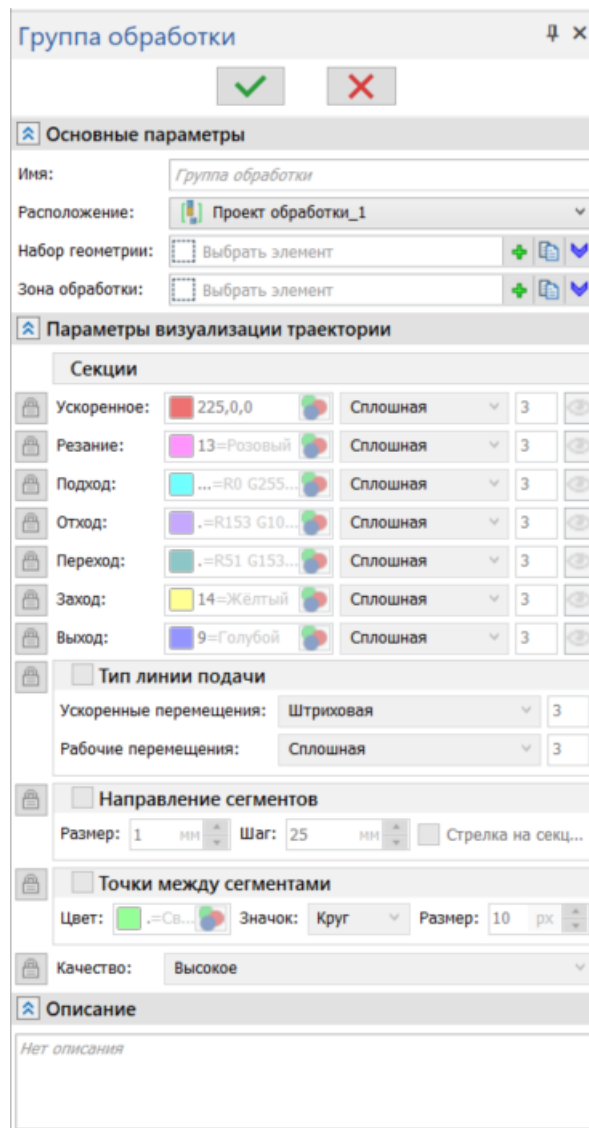 Группа обработки
Основные параметры
Имя: Группа обработки
Расположение: Проект обработки_1
Набор геометрии: Выбрать элемент
Зона обработки: Выбрать элемент
Параметры визуализации траектории
Секции
Ускоренное: 225,0,0 Сплошная 3
Резание: 13=Розовый Сплошная 3
Подход: ...=R0 G255... Сплошная 3
Отход: .=R153 G10... Сплошная 3
Переход: .=R51 G153... Сплошная 3
Заход: 14=Жёлтый Сплошная 3
Выход: 9=Голубой Сплошная 3
Тип линии подачи
Ускоренные перемещения: Штриховая 3
Рабочие перемещения: Сплошная 3
Направление сегментов
Размер: 1 мм Шаг: 25 мм Стрелка на секц...
Точки между сегментами
Цвет: .=Св... Значок: Круг Размер: 10 px
Качество: Высокое
Описание
Нет описания